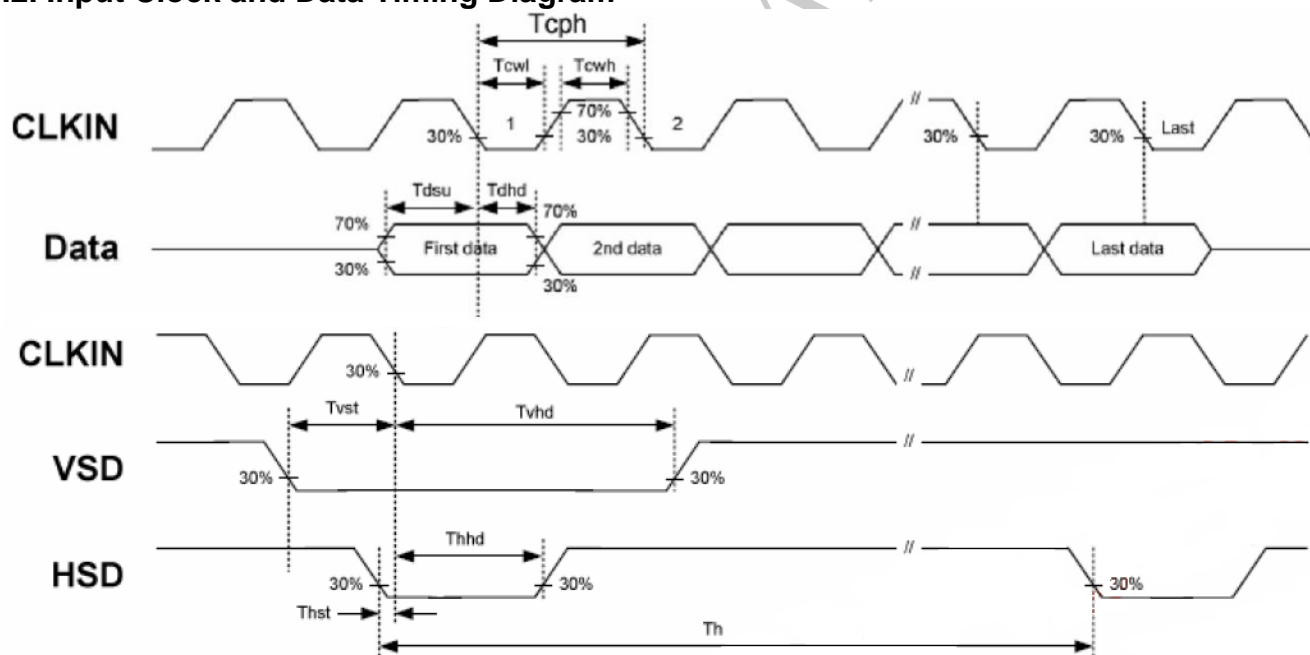 .2. Input Clock and Data Timing Diagram
Tcph
Tcwl Tcwh
CLKIN 30% 1 70% 30% 2 // 30% 30% Last
Tdsu Tdhd
70% 70%
Data First data 2nd data // // Last data
30% 30%
CLKIN 30% //
Tvst Tvhd
VSD 30% 30% //
Thhd
HSD 30% 30% // 30%
Thst
Th